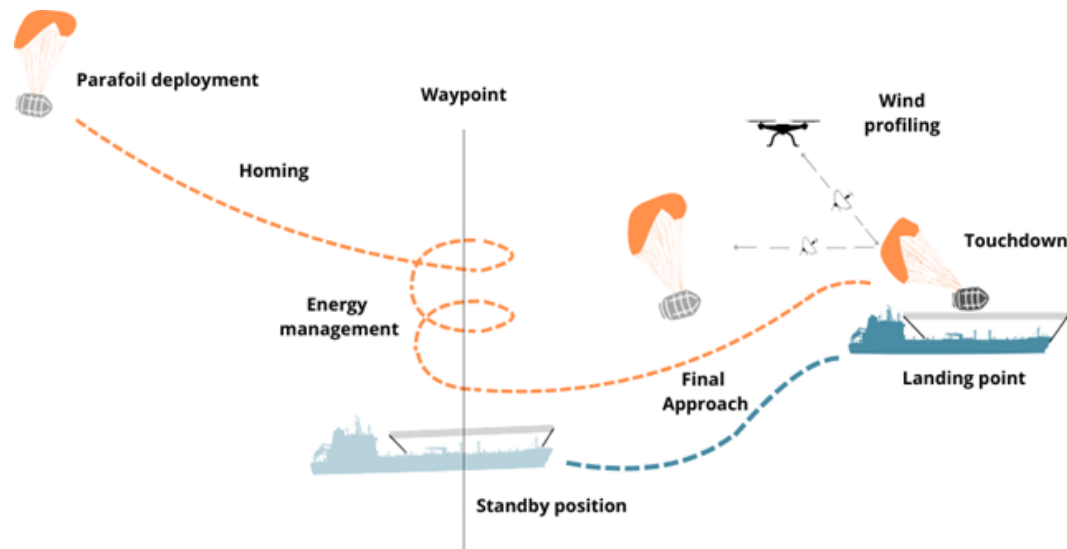 Parafoil deployment
Waypoint
Wind
profiling
Homing
Touchdown
Energy
management
Final
Approach
Landing point
Standby position